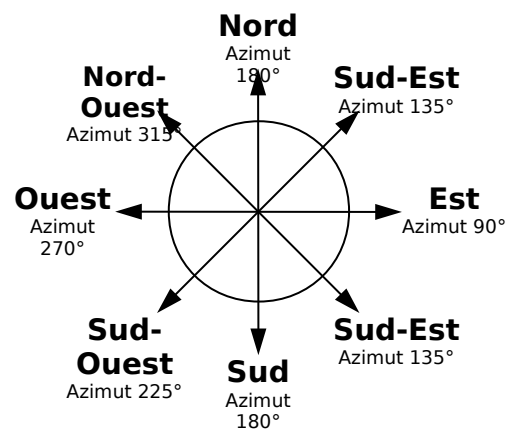 Nord
Azimut
180°
Nord-
Ouest
Azimut 315°
Sud-Est
Azimut 135°
Ouest
Azimut
270°
Est
Azimut 90°
Sud-
Ouest
Azimut 225°
Sud
Azimut
180°
Sud-Est
Azimut 135°